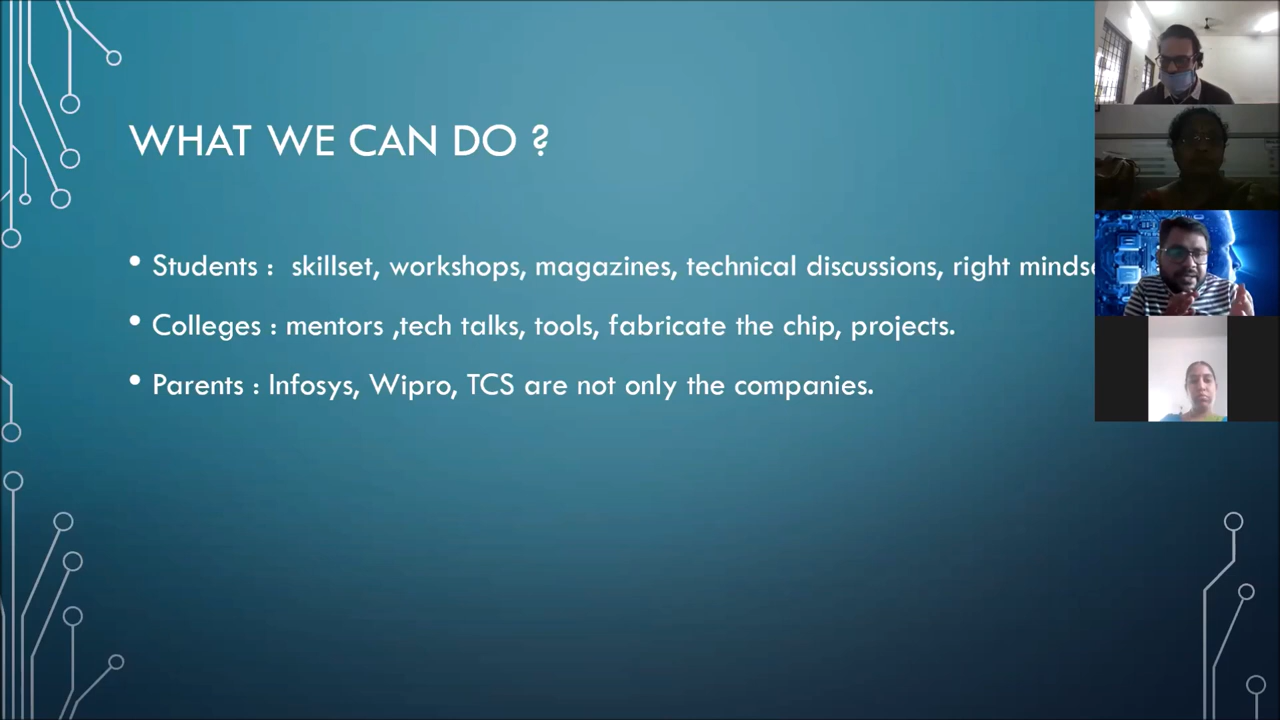 WHAT WE CAN DO ?
• Students : skillset, workshops, magazines, technical discussions, right
• Colleges : mentors ,tech talks, tools, fabricate the chip, projects.
• Parents : Infosys, Wipro, TCS are not only the companies.